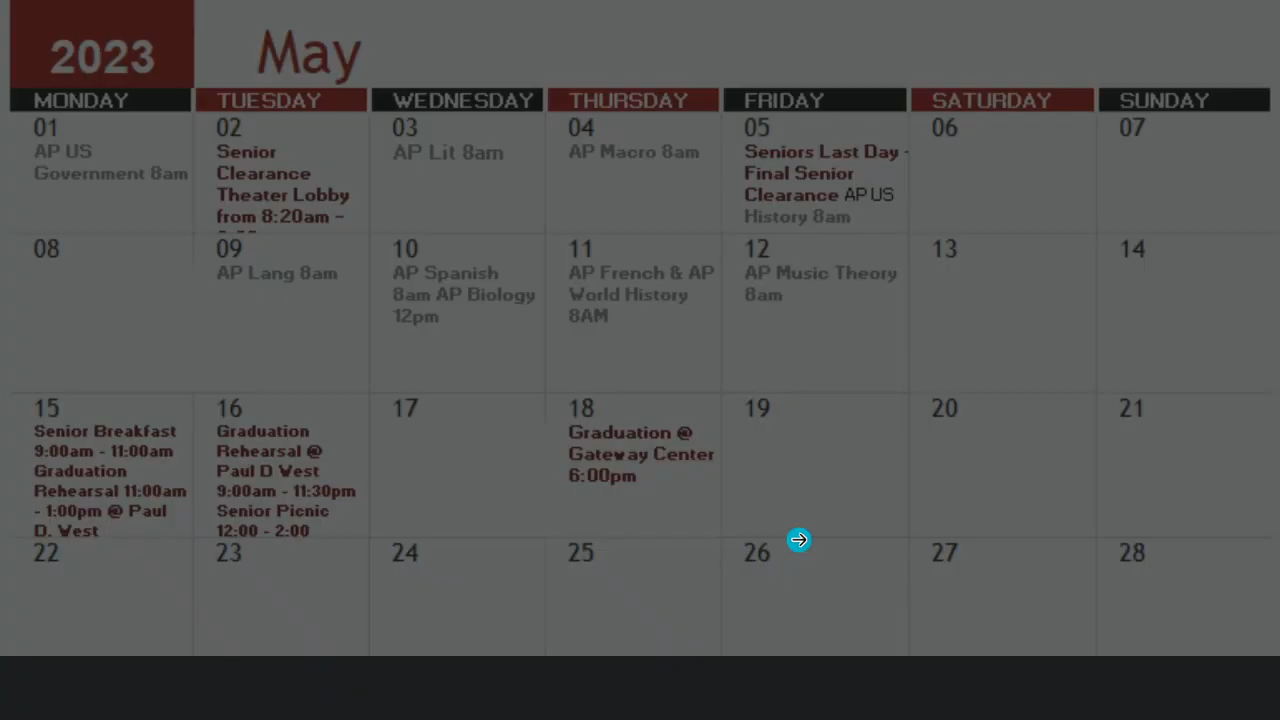 2023 May
MONDAY TUESDAY WEDNESDAY THURSDAY FRIDAY SATURDAY SUNDAY
01
AP US
Government 8am
02
Senior
Clearance
Theater Lobby
from 8:20am -
03
AP Lit 8am
04
AP Macro 8am
05
Seniors Last Day -
Final Senior
Clearance AP US
History 8am
06
07
08
09
AP Lang 8am
10
AP Spanish
8am AP Biology
12pm
11
AP French & AP
World History
8AM
12
AP Music Theory
8am
13
14
15
Senior Breakfast
9:00am - 11:00am
Graduation
Rehearsal 11:00am
- 1:00pm @ Paul
D. West
16
Graduation
Rehearsal @
Paul D West
9:00am - 11:30pm
Senior Picnic
12:00 - 2:00
17
18
Graduation @
Gateway Center
6:00pm
19
20
21
22
23
24
25
26
27
28